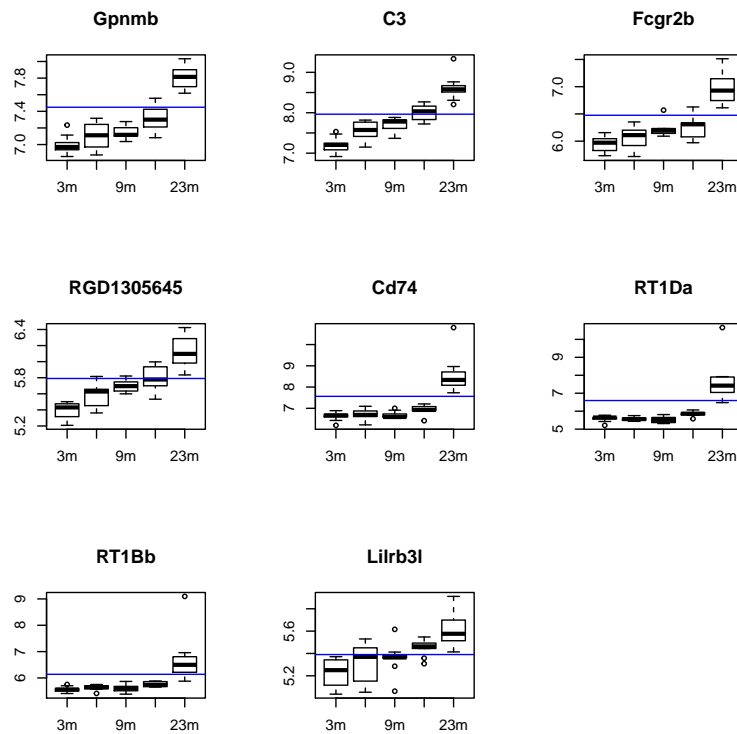 Gpnmb
7.0 7.4 7.8
3m 9m 23m
C3
7.0 8.0 9.0
3m 9m 23m
Fcgr2b
6.0 7.0
3m 9m 23m
RGD1305645
5.2 5.8 6.4
3m 9m 23m
Cd74
7 8 9
3m 9m 23m
RT1Da
5 7 9
3m 9m 23m
RT1Bb
6 7 8 9
3m 9m 23m
Lilrb3l
5.2 5.6
3m 9m 23m